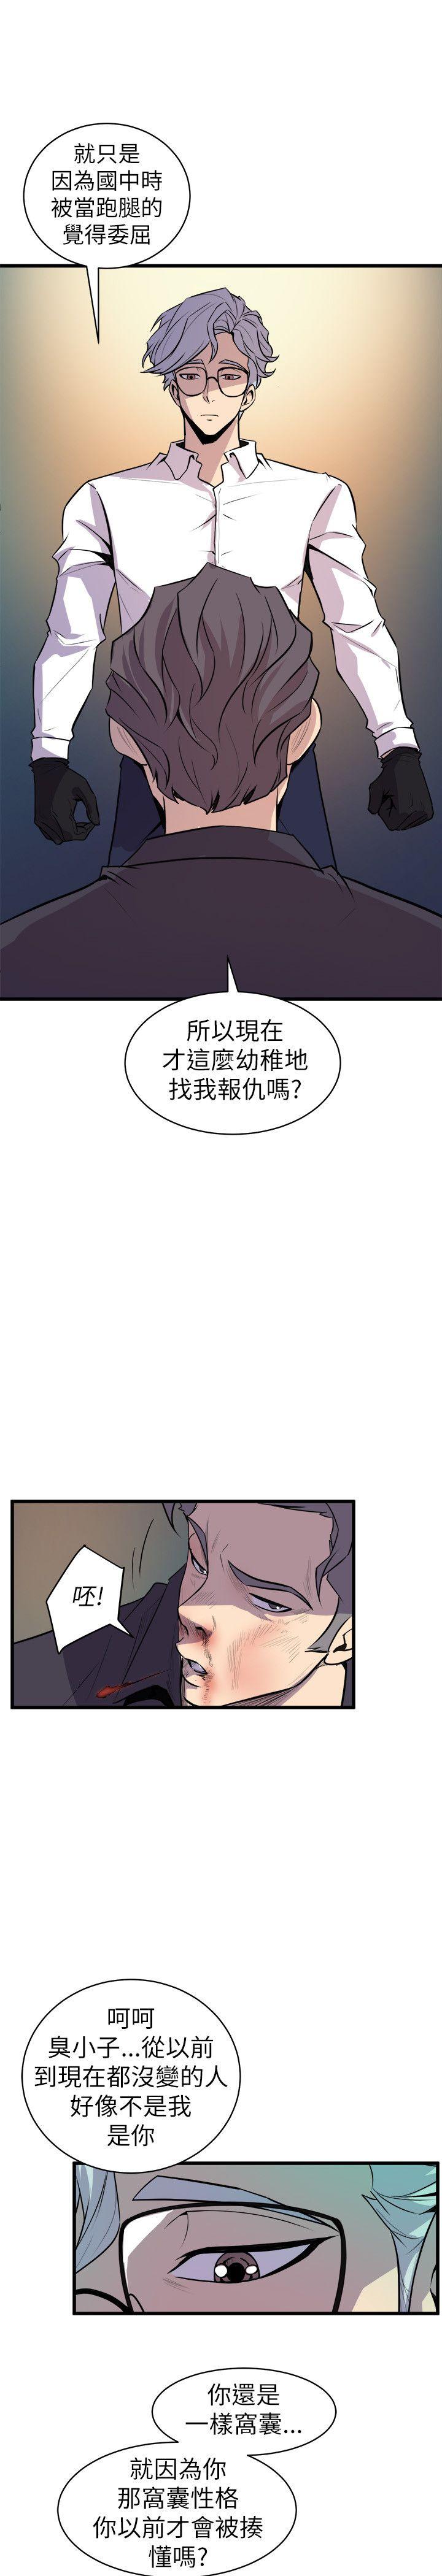 就只是
因為國中時
被當跑腿的
覺得委屈
所以現在
才這麼幼稚地
找我報仇嗎?
呸!
呵呵
臭小子...從以前
到現在都沒變的人
好像不是我
是你
你還是
一樣窩囊...
就因為你
那窩囊性格
你以前才會被揍
懂嗎?